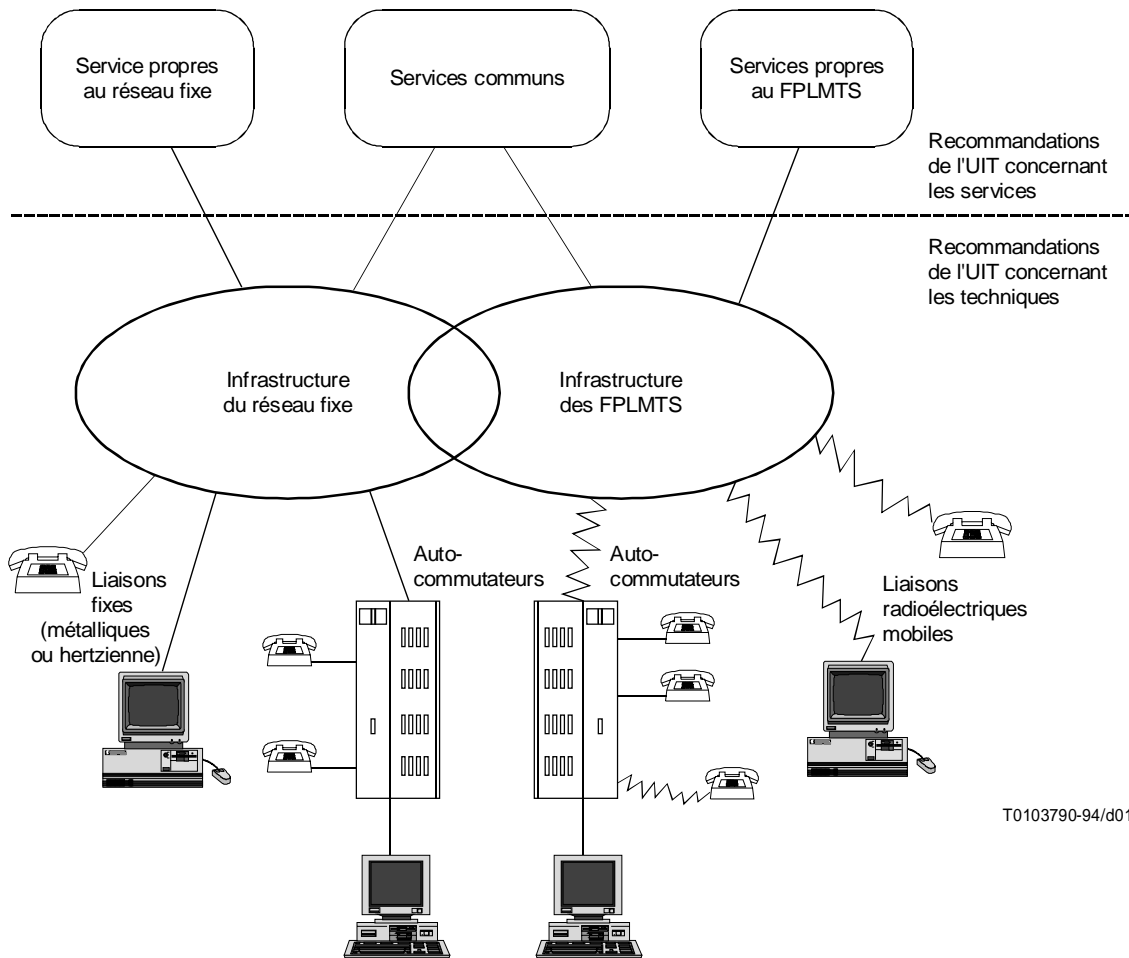 Service propres
au réseau fixe
Services communs
Services propres
au FPLMTS
Recommandations
de l'UIT concernant
les services
Recommandations
de l'UIT concernant
les techniques
Infrastructure
du réseau fixe
Infrastructure
des FPLMTS
Liaisons
fixes
(métalliques
ou hertzienne)
Auto-
commutateurs
Auto-
commutateurs
Liaisons
radioélectriques
mobiles
T0103790-94/d01